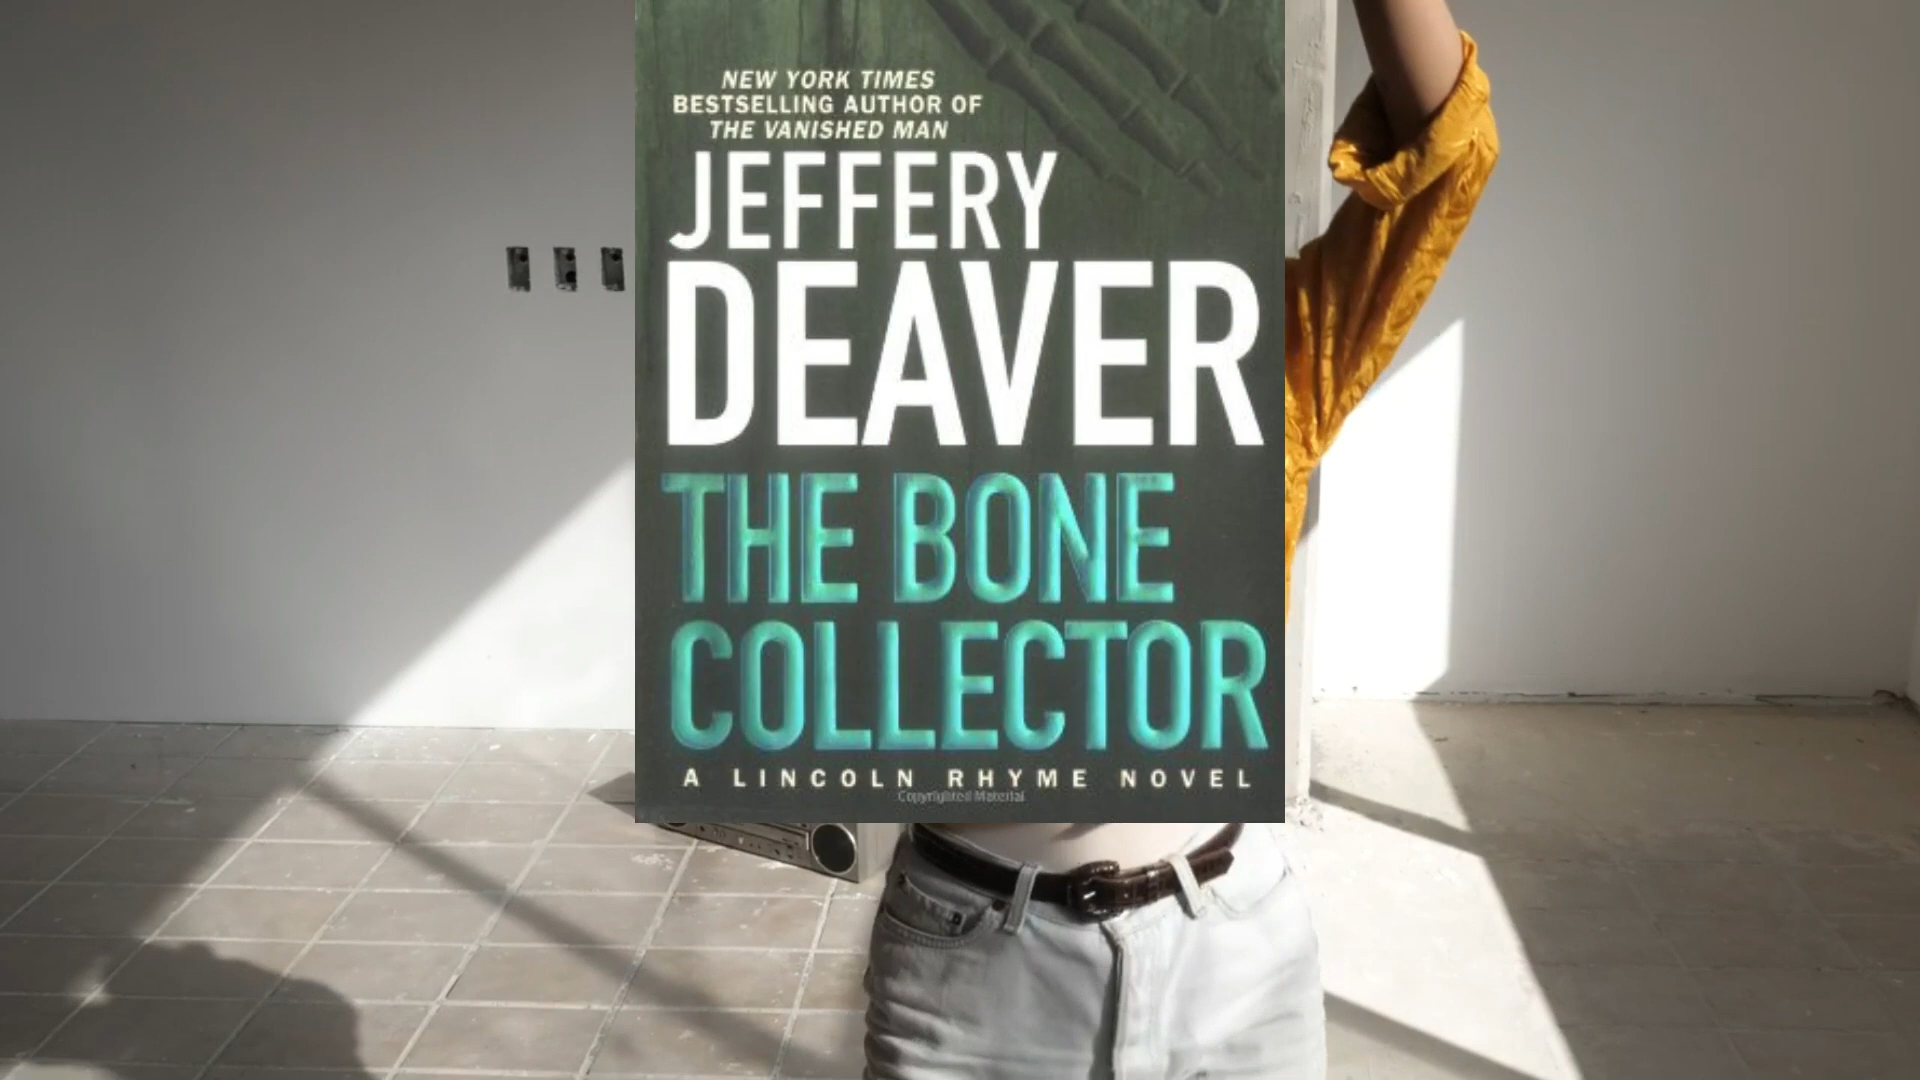 NEW YORK TIMES
BESTSELLING AUTHOR OF
THE VANISHED MAN
JEFFERY
DEAVER
THE BONE
COLLECTOR
A LINCOLN RHYME NOVEL
Copyrighted Material